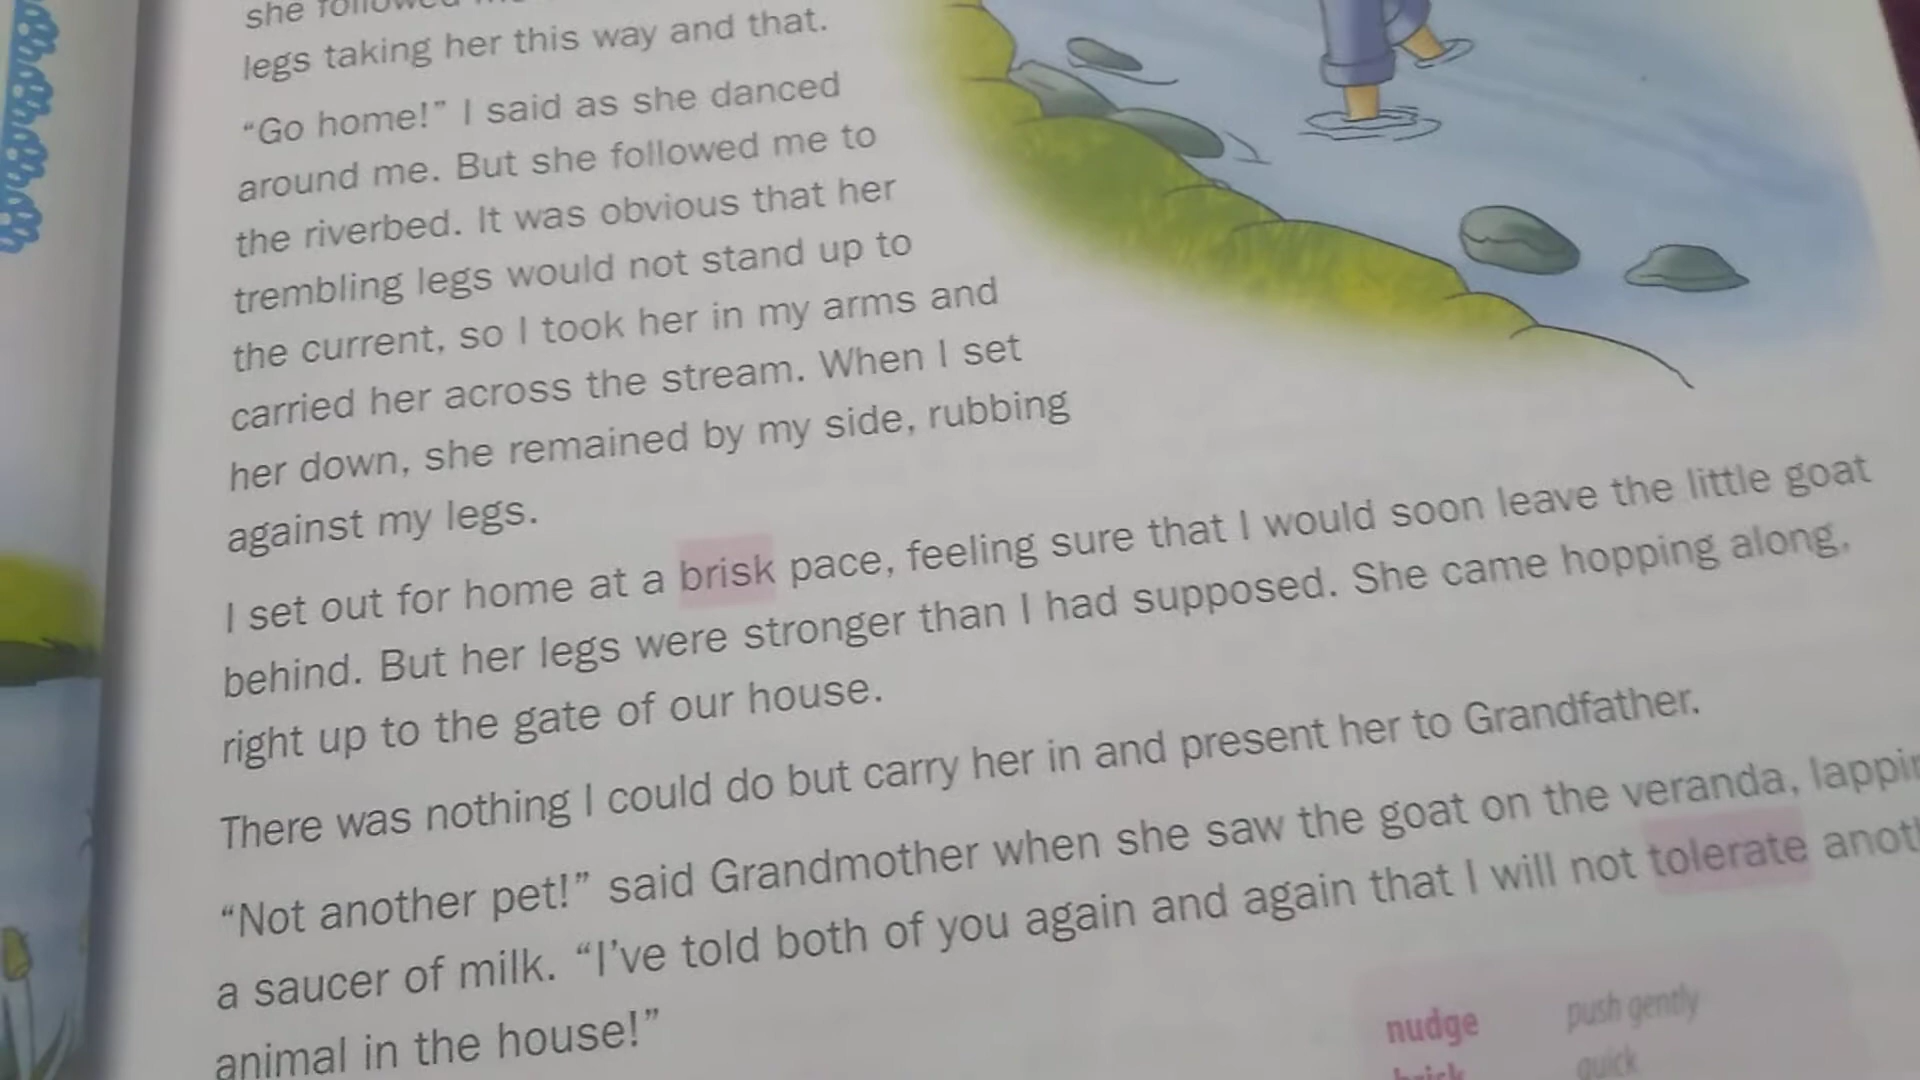 she followed
legs taking her this way and that.
“Go home!” I said as she danced
around me. But she followed me to
the riverbed. It was obvious that her
trembling legs would not stand up to
the current, so I took her in my arms and
carried her across the stream. When I set
her down, she remained by my side, rubbing
against my legs.
I set out for home at a brisk pace, feeling sure that I would soon leave the little goat
behind. But her legs were stronger than I had supposed. She came hopping along,
right up to the gate of our house.
There was nothing I could do but carry her in and present her to Grandfather.
“Not another pet!” said Grandmother when she saw the goat on the veranda,
a saucer of milk. “I’ve told both of you again and again that I will not tolerate
animal in the house!”
nudge push gently
brisk quick